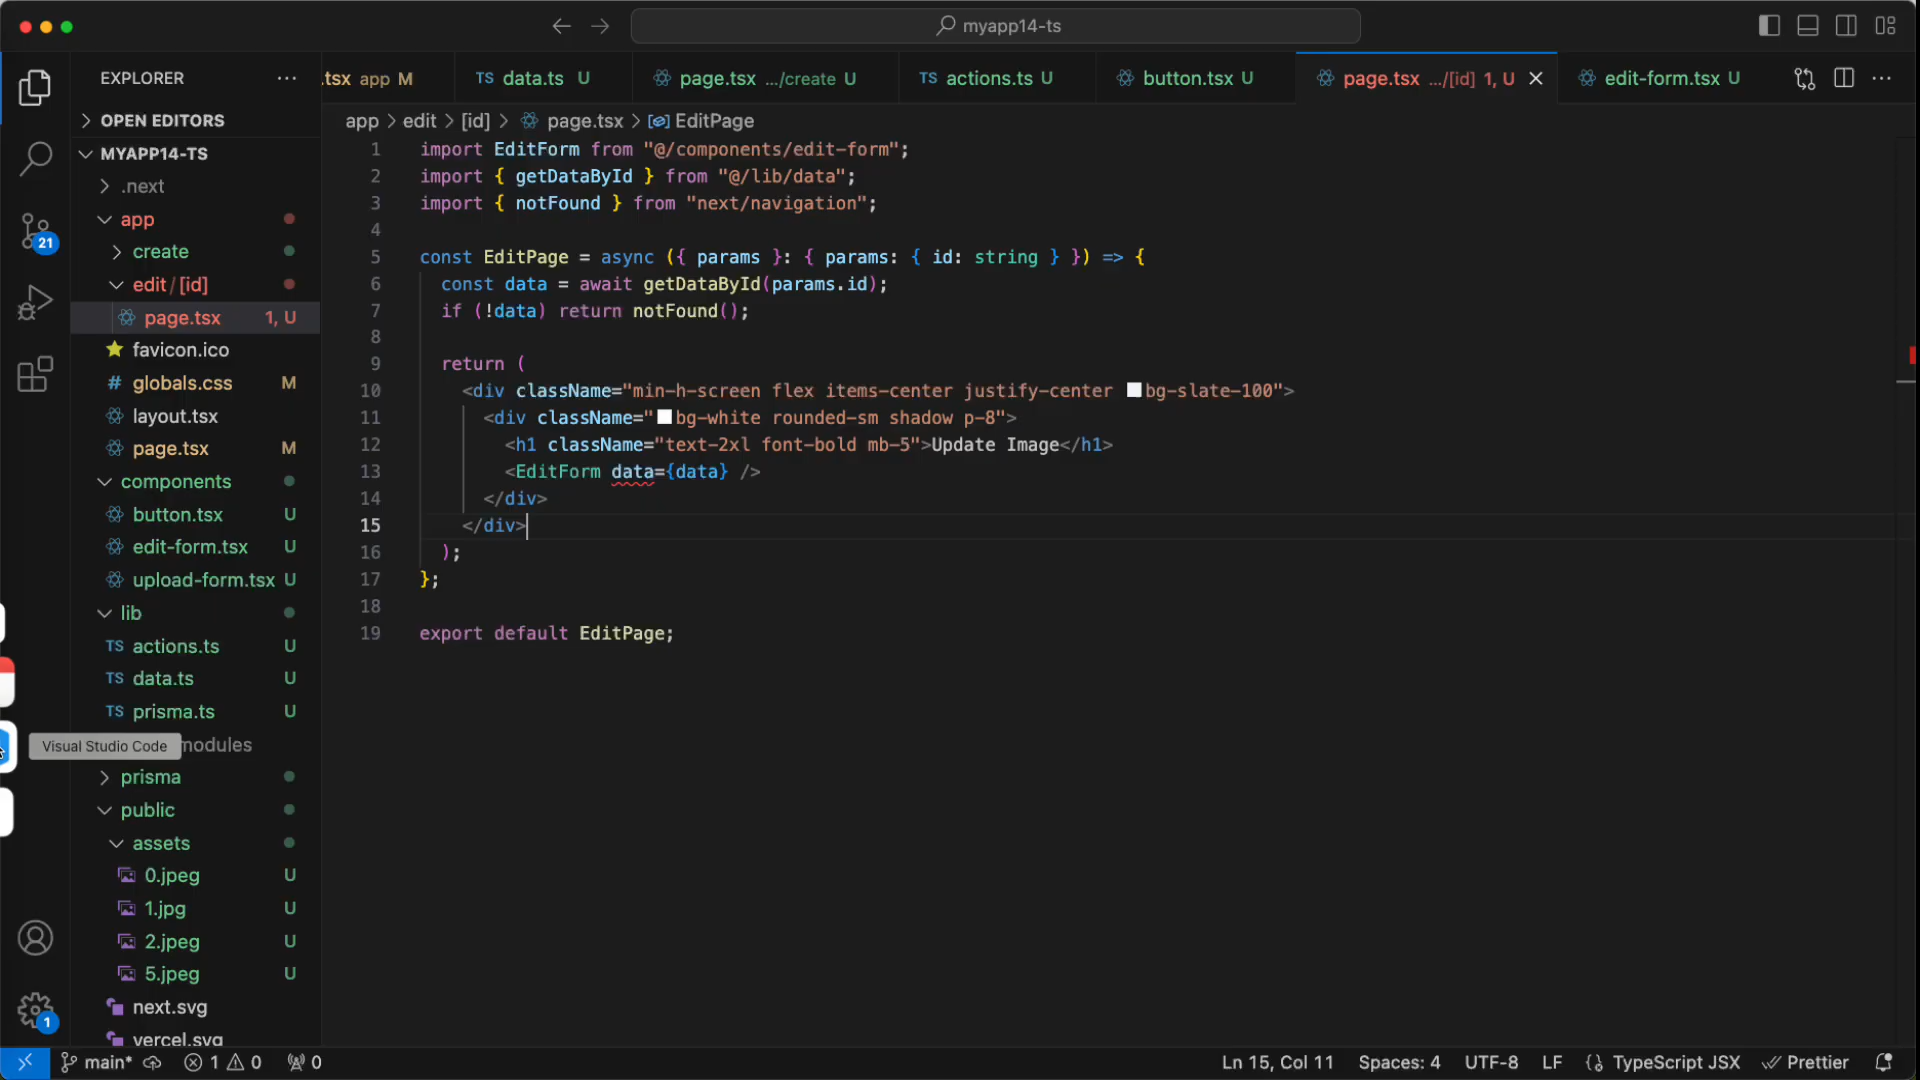 myapp14-ts
EXPLORER
.tsx app M
TS data.ts U
page.tsx .../create U
TS actions.ts U
button.tsx U
page.tsx .../[id] 1, U
edit-form.tsx U
OPEN EDITORS
MYAPP14-TS
.next
app
create
edit / [id]
page.tsx 1, U
favicon.ico
# globals.css M
layout.tsx
page.tsx M
components
button.tsx U
edit-form.tsx U
upload-form.tsx U
lib
TS actions.ts U
TS data.ts U
TS prisma.ts U
modules
Visual Studio Code
prisma
public
assets
0.jpeg U
1.jpg U
2.jpeg U
5.jpeg U
next.svg
vercel.svg
21
1
app > edit > [id] > page.tsx > EditPage
1 import EditForm from "@/components/edit-form";
2 import { getDataById } from "@/lib/data";
3 import { notFound } from "next/navigation";
4
5 const EditPage = async ({ params }: { params: { id: string } }) => {
6 const data = await getDataById(params.id);
7 if (!data) return notFound();
8
9 return (
10 <div className="min-h-screen flex items-center justify-center bg-slate-100">
11 <div className="bg-white rounded-sm shadow p-8">
12 <h1 className="text-2xl font-bold mb-5">Update Image</h1>
13 <EditForm data={data} />
14 </div>
15 </div>
16 );
17 };
18
19 export default EditPage;
main* 1 0 0
Ln 15, Col 11 Spaces: 4 UTF-8 LF {} TypeScript JSX Prettier